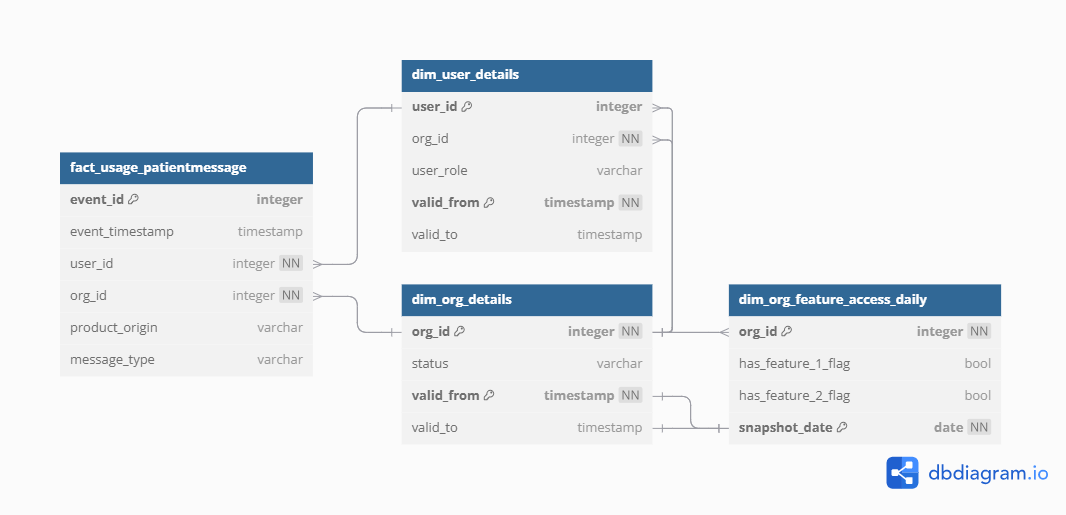 dim_user_details
user_id integer
org_id integer NN
user_role varchar
valid_from timestamp NN
valid_to timestamp
fact_usage_patientmessage
event_id integer
event_timestamp timestamp
user_id integer NN
org_id integer NN
product_origin varchar
message_type varchar
dim_org_details
org_id integer NN
status varchar
valid_from timestamp NN
valid_to timestamp
dim_org_feature_access_daily
org_id integer NN
has_feature_1_flag bool
has_feature_2_flag bool
snapshot_date date NN
dbdiagram.io